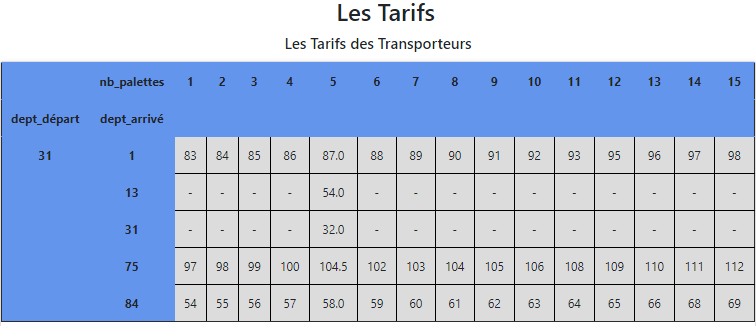 Les Tarifs
Les Tarifs des Transporteurs
nb_palettes 1 2 3 4 5 6 7 8 9 10 11 12 13 14 15
dept_départ dept_arrivé
31 1 83 84 85 86 87.0 88 89 90 91 92 93 95 96 97 98
13 - - - - 54.0 - - - - - - - - - -
31 - - - - 32.0 - - - - - - - - - -
75 97 98 99 100 104.5 102 103 104 105 106 108 109 110 111 112
84 54 55 56 57 58.0 59 60 61 62 63 64 65 66 68 69